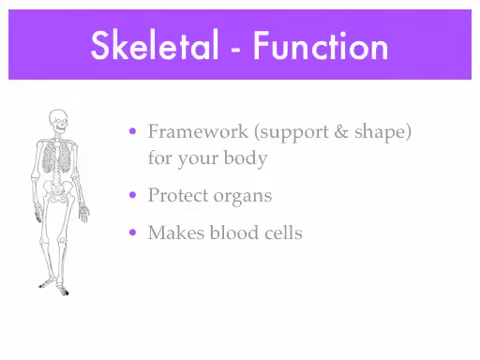 Skeletal - Function
• Framework (support & shape)
for your body
• Protect organs
• Makes blood cells